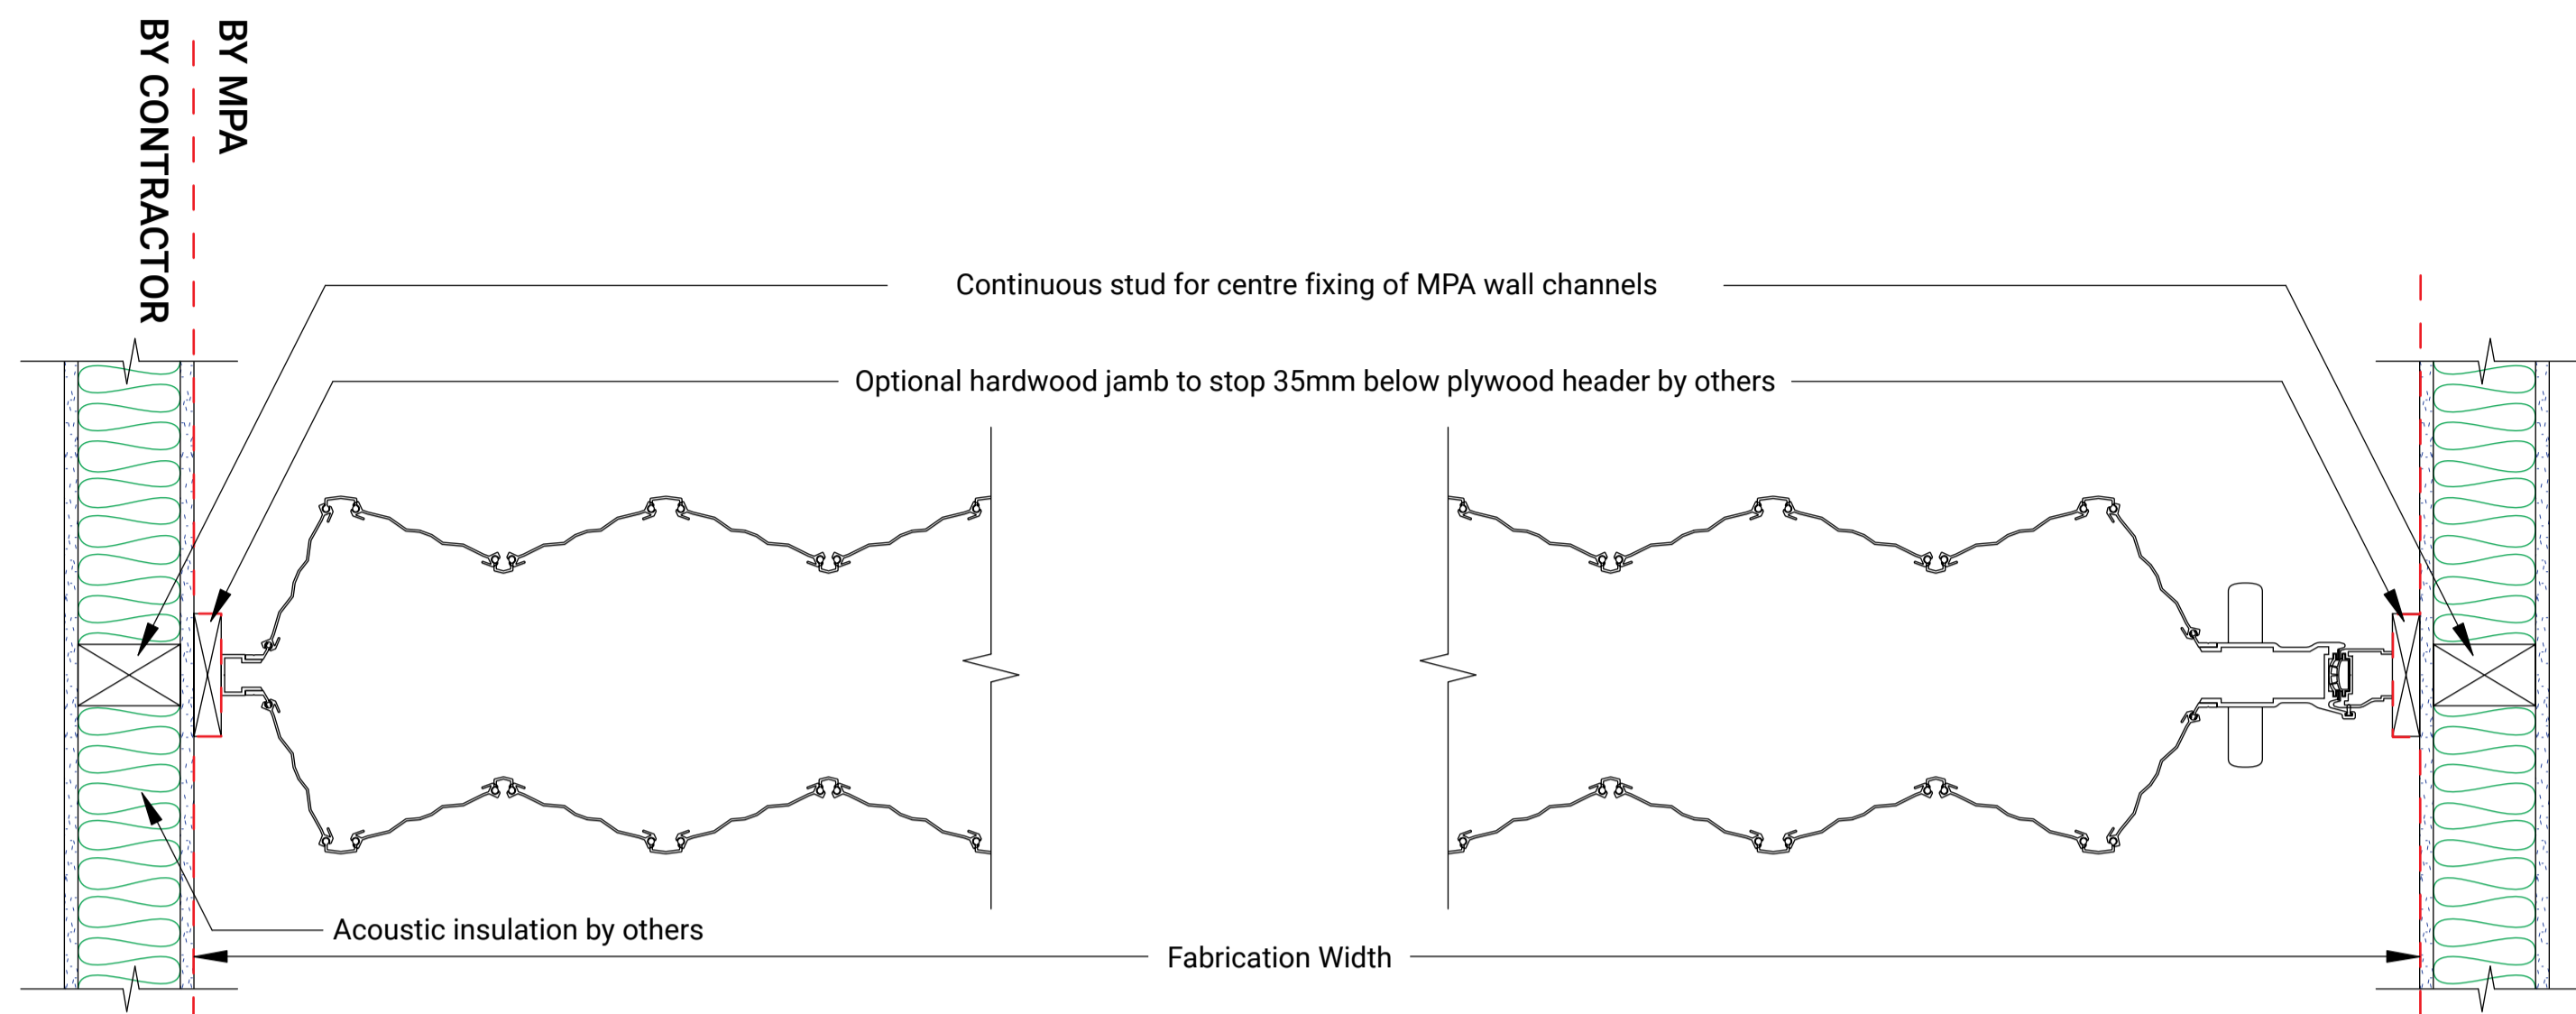 BY MPA
BY CONTRACTOR
Continuous stud for centre fixing of MPA wall channels
Optional hardwood jamb to stop 35mm below plywood header by others
Acoustic insulation by others
Fabrication Width